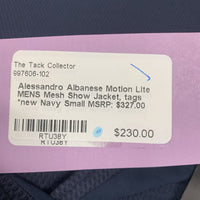 The Tack Collector
997606-102
Alessandro Albanese Motion Lite
MENS Mesh Show Jacket, tags
*new Navy Small MSRP: $327.00
RTU38Y
$230.00
RTU38Y